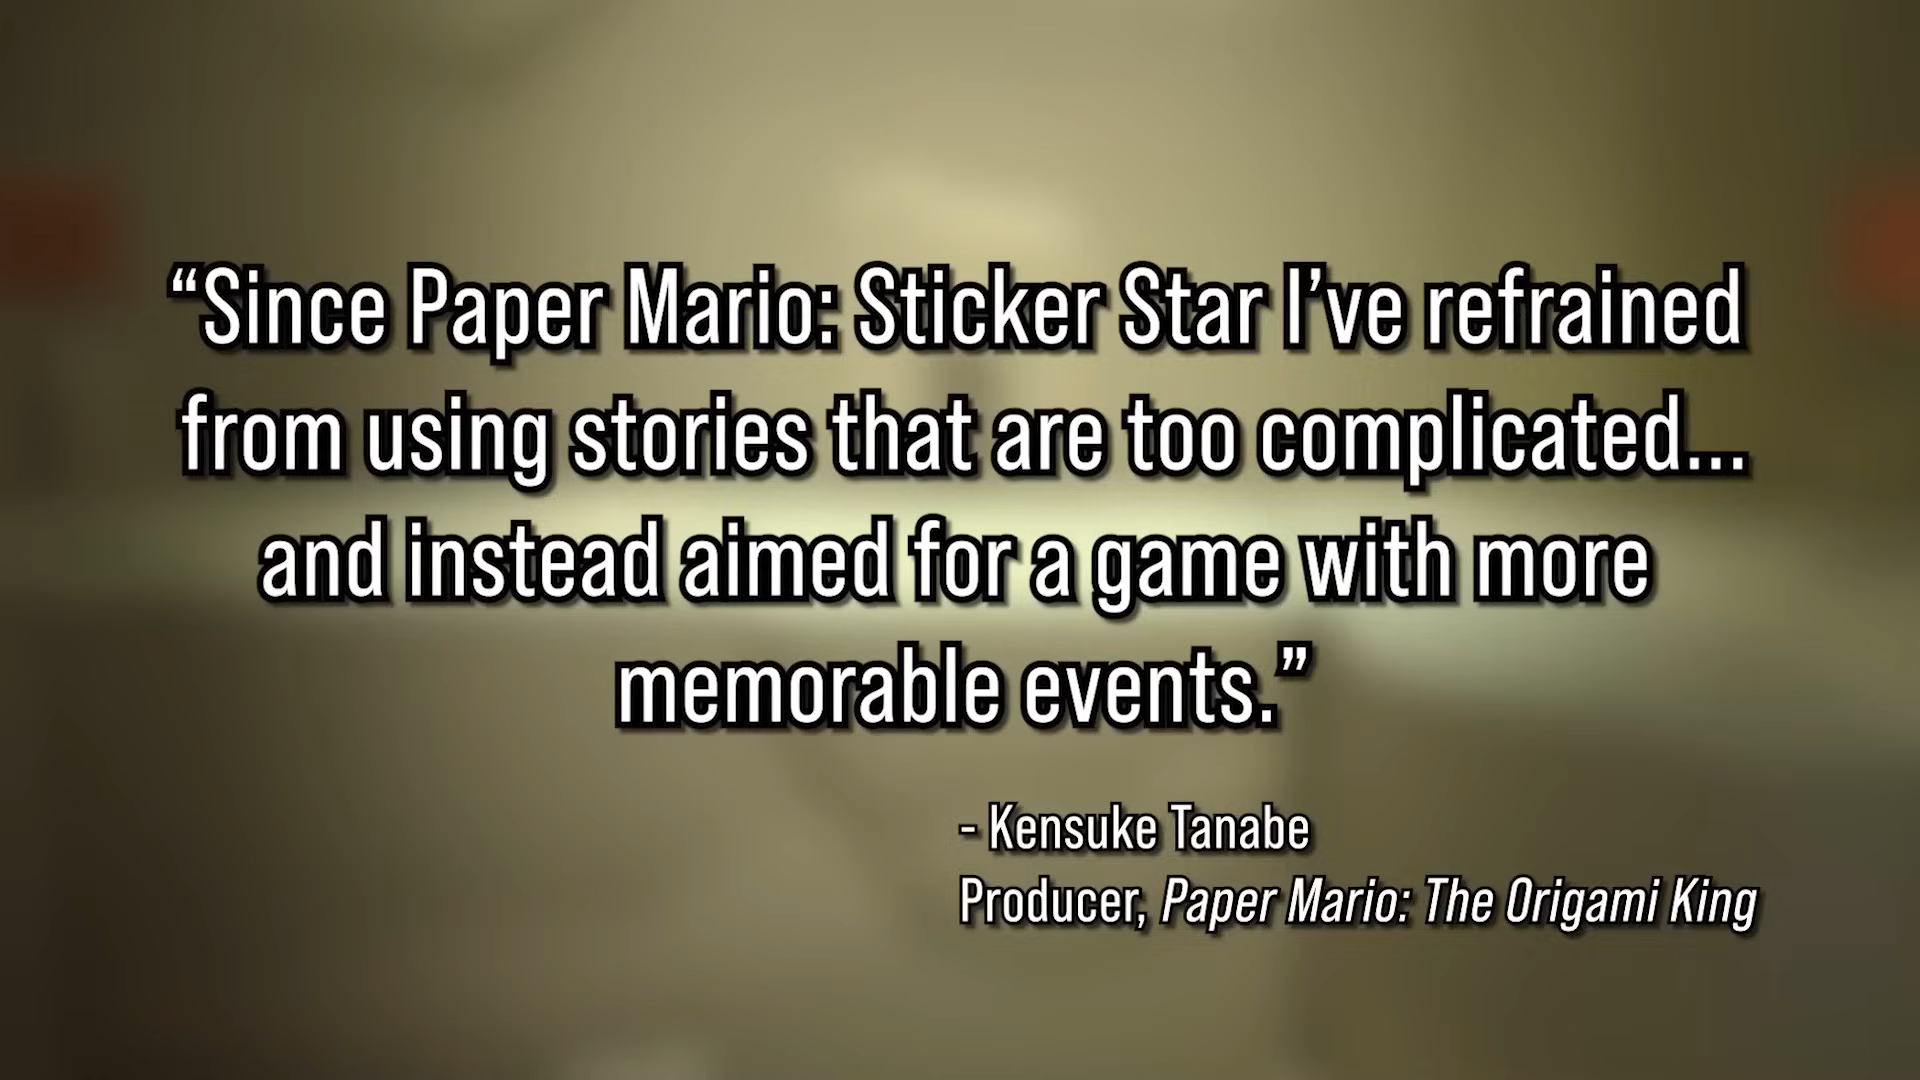 “Since Paper Mario: Sticker Star I’ve refrained
from using stories that are too complicated...
and instead aimed for a game with more
memorable events.”
- Kensuke Tanabe
Producer, Paper Mario: The Origami King